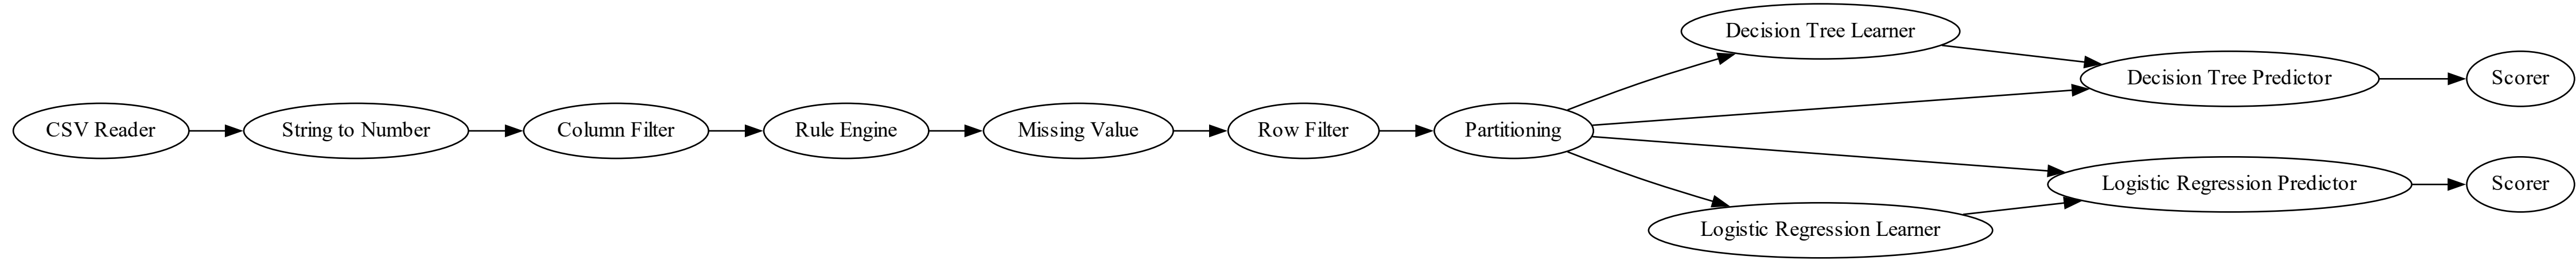 CSV Reader
String to Number
Column Filter
Rule Engine
Missing Value
Row Filter
Partitioning
Decision Tree Learner
Decision Tree Predictor
Scorer
Logistic Regression Learner
Logistic Regression Predictor
Scorer